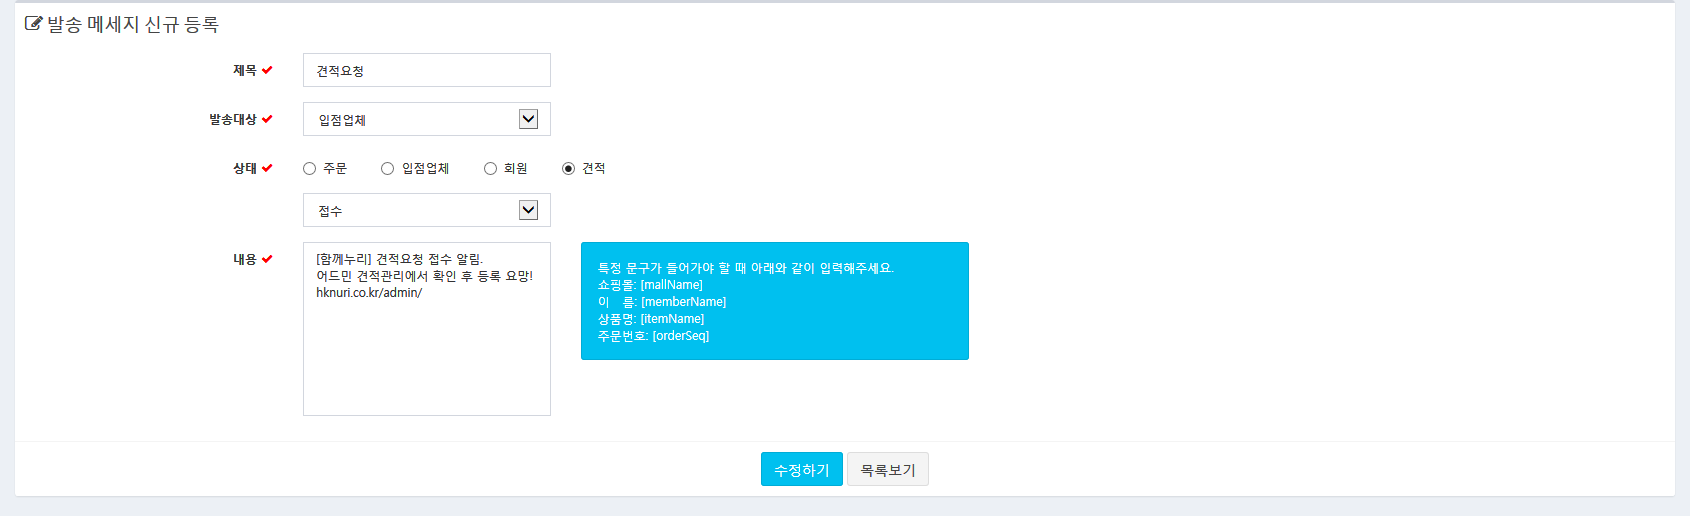 발송 메세지 신규 등록
제목
견적요청
발송대상
입점업체
상태
주문 입점업체 회원 견적
접수
내용
[함께누리] 견적요청 접수 알림.
어드민 견적관리에서 확인 후 등록 요망!
hknuri.co.kr/admin/
특정 문구가 들어가야 할 때 아래와 같이 입력해주세요.
쇼핑몰: [mallName]
이 름: [memberName]
상품명: [itemName]
주문번호: [orderSeq]
수정하기 목록보기